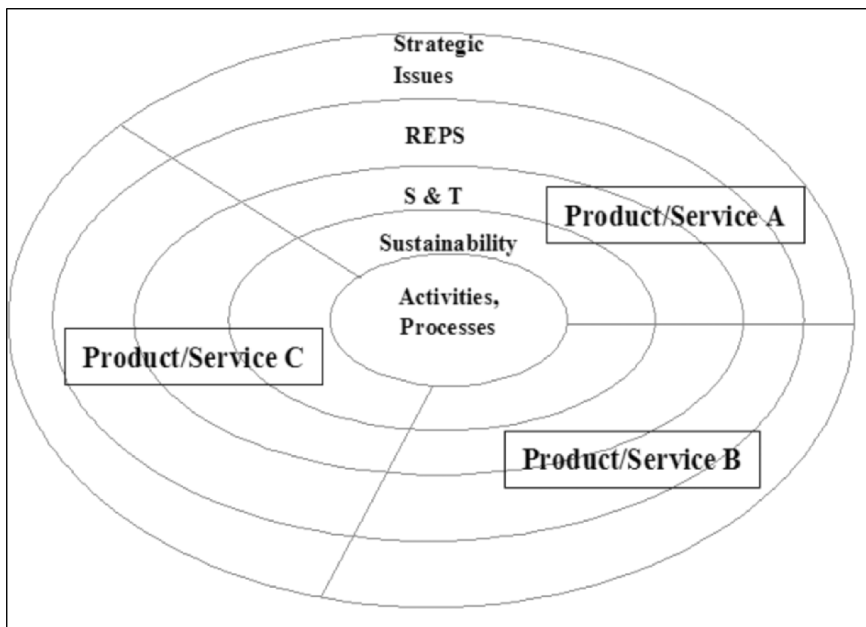 Strategic
Issues
REPS
S & T
Product/Service A
Sustainability
Activities,
Processes
Product/Service C
Product/Service B